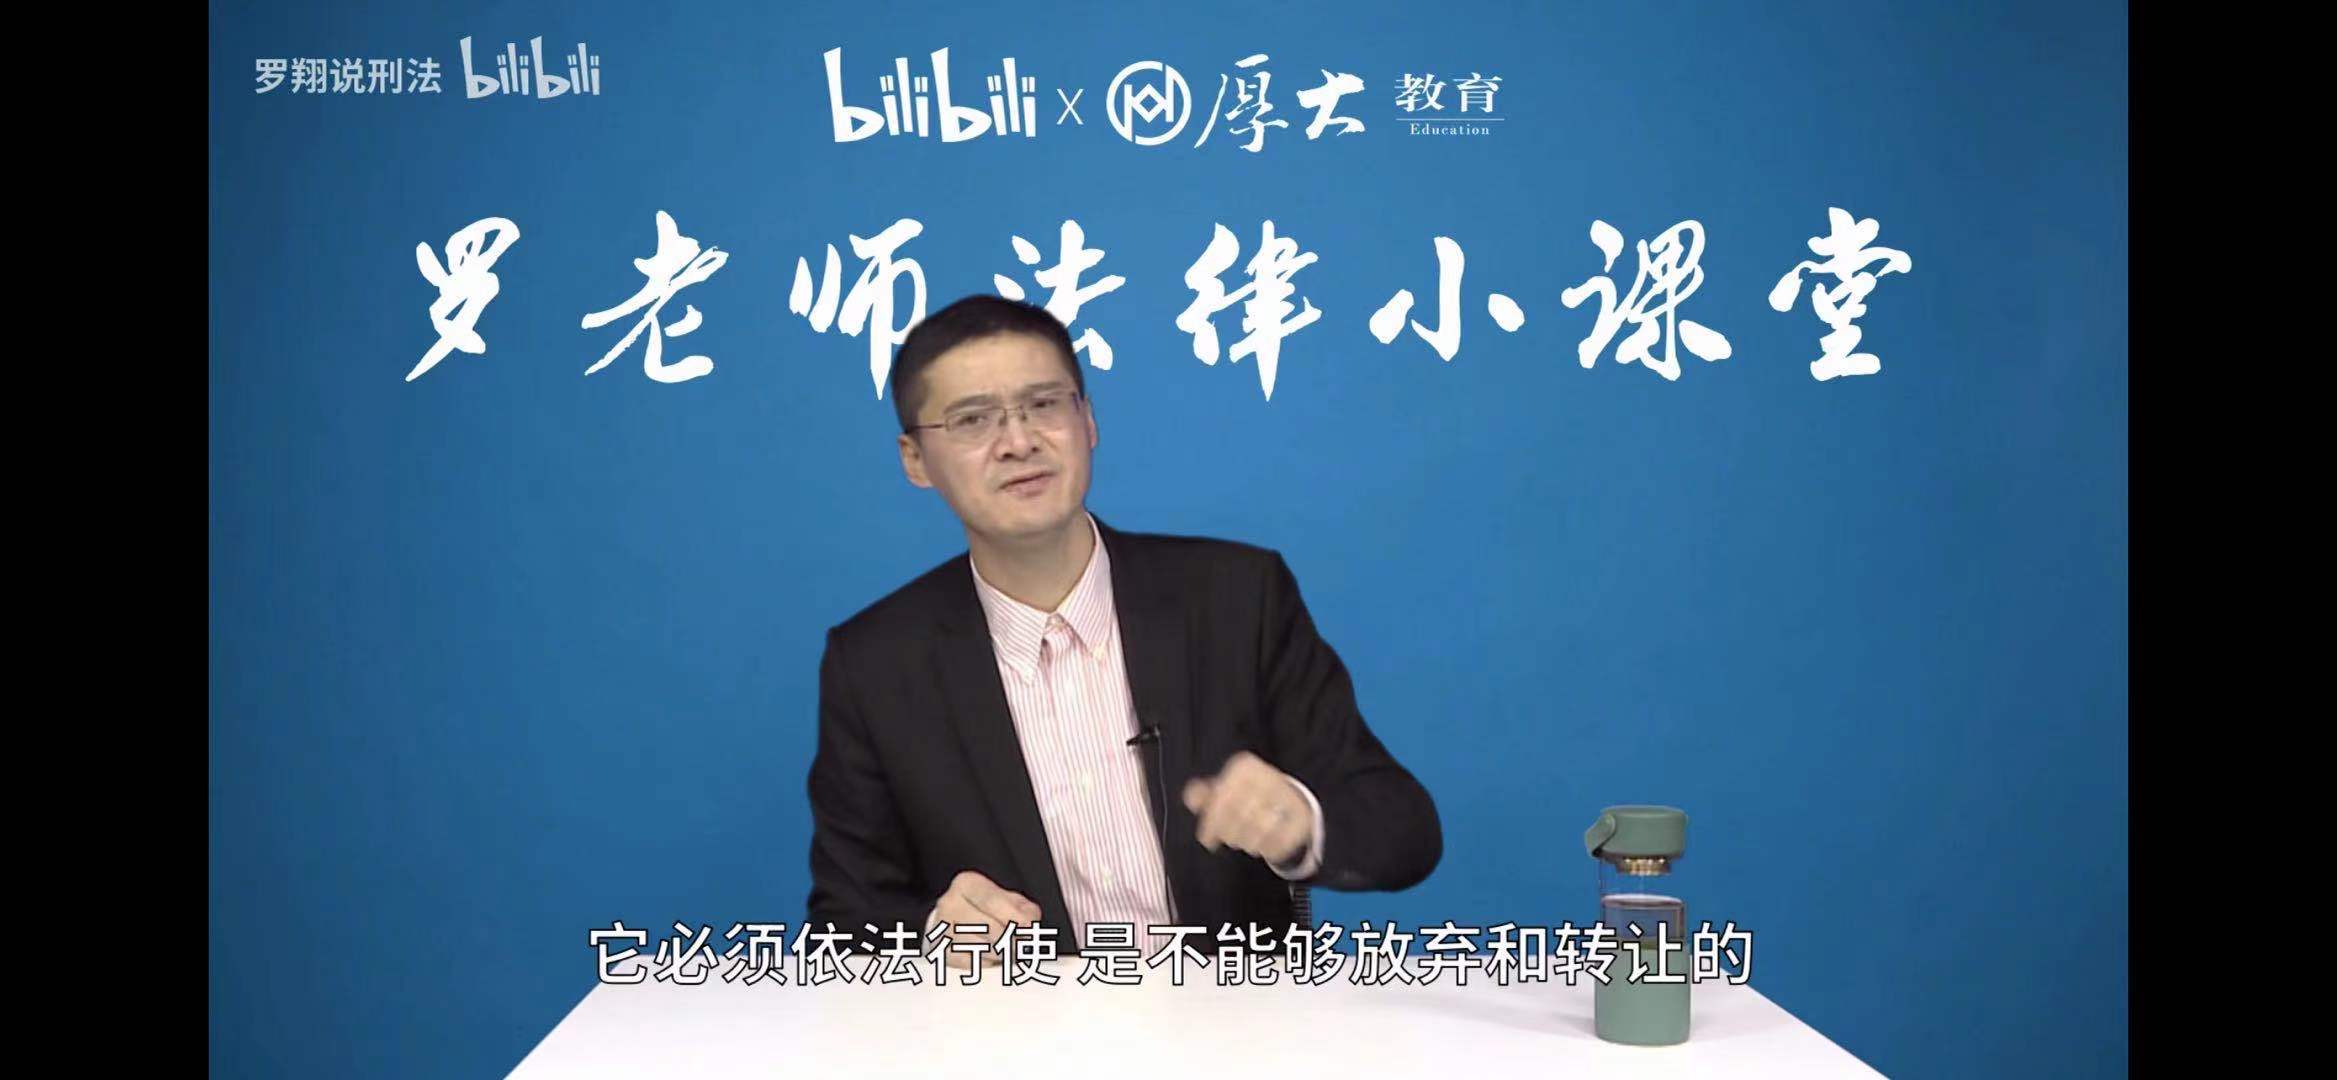 罗翔说刑法 bilibili
bilibili X 厚大 教育
Education
罗老师法律小课堂
它必须依法行使 是不能够放弃和转让的